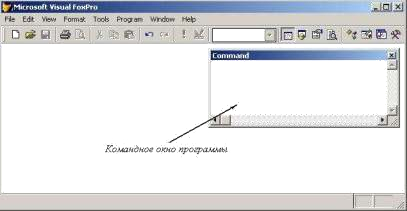 Microsoft Visual FoxPro
File Edit View Format Tools Program Window Help
Command
Командное окно программы